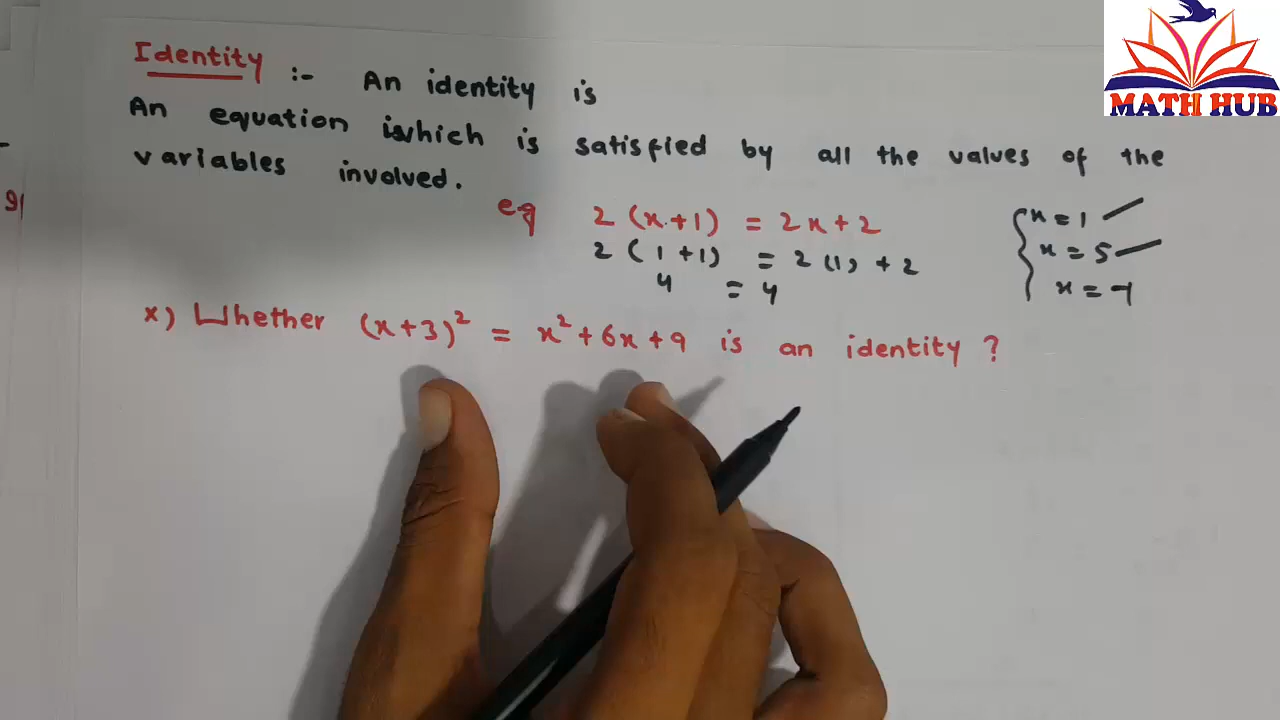 MATH HUB
Identity :- An identity is
An equation which is satisfied by all the values of the
variables involved.
eg 2 (x+1) = 2x+2
2 (1+1) = 2(1) + 2
4 = 4
x=1
x=5
x=-1
x) Whether (x+3)² = x²+6x+9 is an identity ?